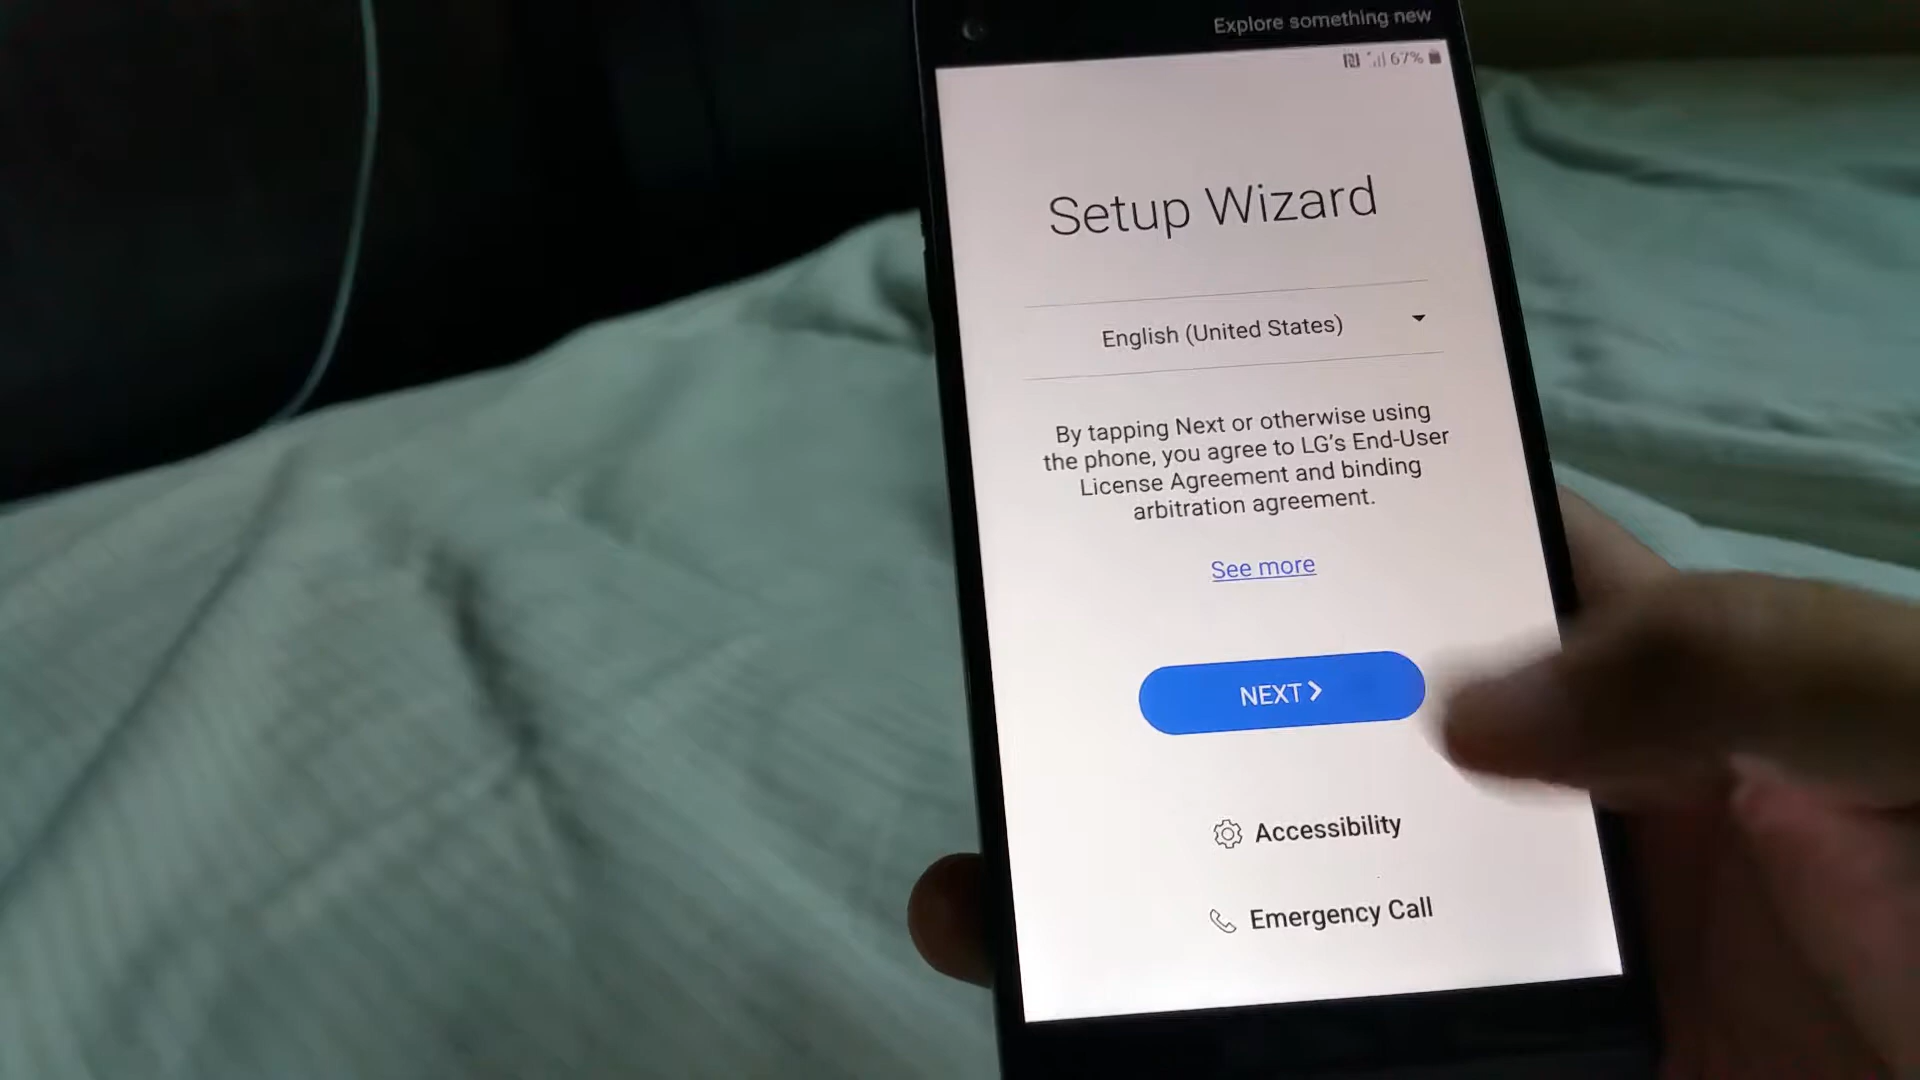 Explore something new
67%
Setup Wizard
English (United States)
By tapping Next or otherwise using
the phone, you agree to LG's End-User
License Agreement and binding
arbitration agreement.
See more
NEXT
Accessibility
Emergency Call